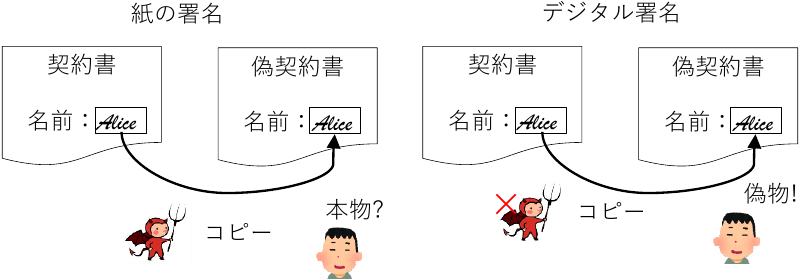 紙の署名
契約書
名前：Alice
偽契約書
名前：Alice
コピー
本物?
デジタル署名
契約書
名前：Alice
偽契約書
名前：Alice
コピー
偽物!